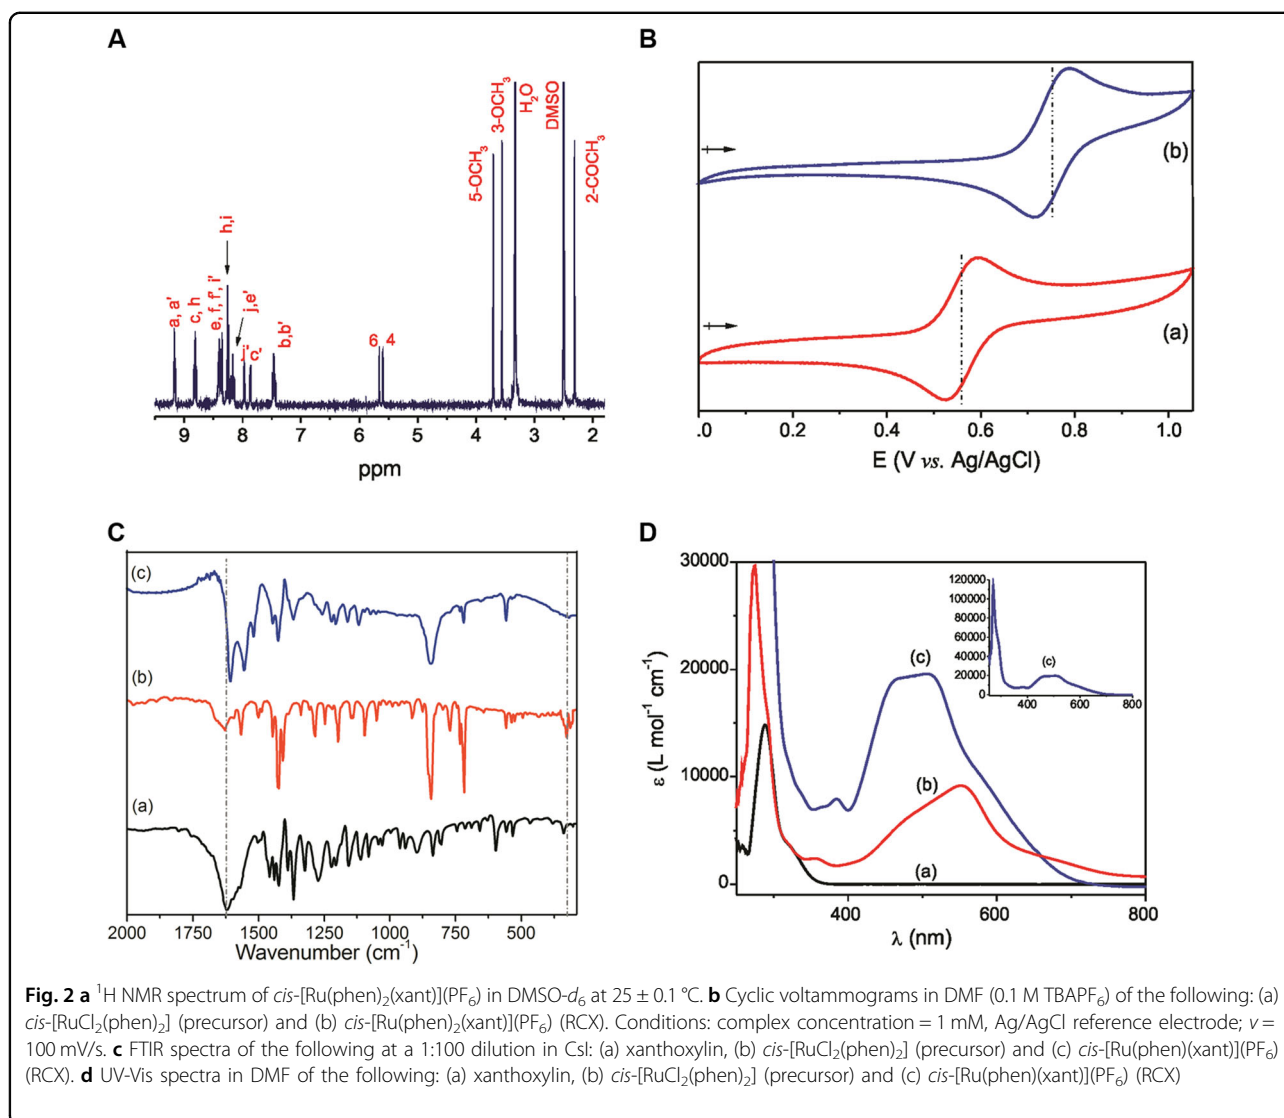 A
5-OCH3
3-OCH3
H2O
DMSO
2-COCH3
a, a'
c, h
e, f, f', i'
h,i
j,e'
j'
c'
b,b'
6
4
9 8 7 6 5 4 3 2
ppm
B
(b)
(a)
.0 0.2 0.4 0.6 0.8 1.0
E (V vs. Ag/AgCl)
C
(c)
(b)
(a)
2000 1750 1500 1250 1000 750 500
Wavenumber (cm-1)
D
30000
20000
10000
0
ε (L mol-1 cm-1)
(c)
(b)
(a)
400 600 800
λ (nm)
120000
100000
80000
60000
40000
20000
0
(c)
400 600 800
Fig. 2 a 1H NMR spectrum of cis-[Ru(phen)2(xant)](PF6) in DMSO-d6 at 25 ± 0.1 °C. b Cyclic voltammograms in DMF (0.1 M TBAPF6) of the following: (a)
cis-[RuCl2(phen)2] (precursor) and (b) cis-[Ru(phen)2(xant)](PF6) (RCX). Conditions: complex concentration = 1 mM, Ag/AgCl reference electrode; v =
100 mV/s. c FTIR spectra of the following at a 1:100 dilution in CsI: (a) xanthoxylin, (b) cis-[RuCl2(phen)2] (precursor) and (c) cis-[Ru(phen)(xant)](PF6)
(RCX). d UV-Vis spectra in DMF of the following: (a) xanthoxylin, (b) cis-[RuCl2(phen)2] (precursor) and (c) cis-[Ru(phen)(xant)](PF6) (RCX)